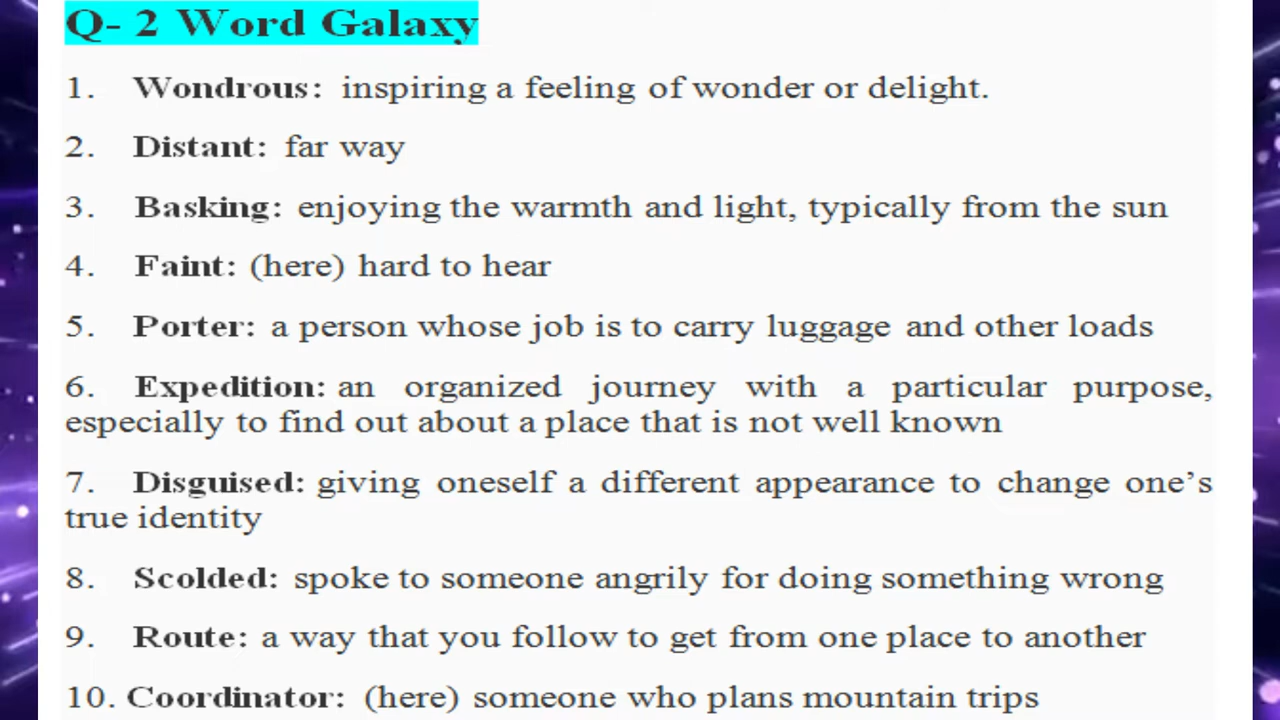 Q- 2 Word Galaxy
1. Wondrous: inspiring a feeling of wonder or delight.
2. Distant: far way
3. Basking: enjoying the warmth and light, typically from the sun
4. Faint: (here) hard to hear
5. Porter: a person whose job is to carry luggage and other loads
6. Expedition: an organized journey with a particular purpose,
especially to find out about a place that is not well known
7. Disguised: giving oneself a different appearance to change one’s
true identity
8. Scolded: spoke to someone angrily for doing something wrong
9. Route: a way that you follow to get from one place to another
10. Coordinator: (here) someone who plans mountain trips